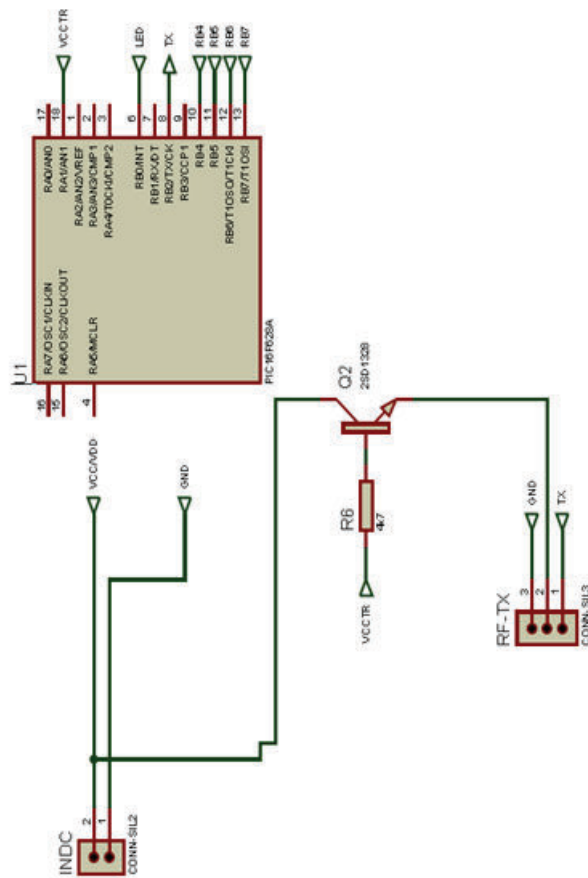 U1
16
RA7/OSC1/CLKIN
15
RA6/OSC2/CLKOUT
4
RA5/MCLR
RA0/AN0
17
RA1/AN1
18
VCCTR
RA2/AN2/VREF
1
RA3/AN3/CMP1
2
RA4/T0CKI/CMP2
3
RB0/INT
6
LED
RB1/RX/DT
7
RB2/TX/CK
8
TX
RB3/CCP1
9
RB4
10
RB4
RB5
11
RB5
RB6/T1OSO/T1CKI
12
RB6
RB7/T1OSI
13
RB7
PIC16F628A
INDC
2
1
CONN-SIL2
VCC/VDD
GND
VCCTR
R6
4k7
Q2
2SD1328
RF-TX
3
2
1
CONN-SIL3
GND
TX